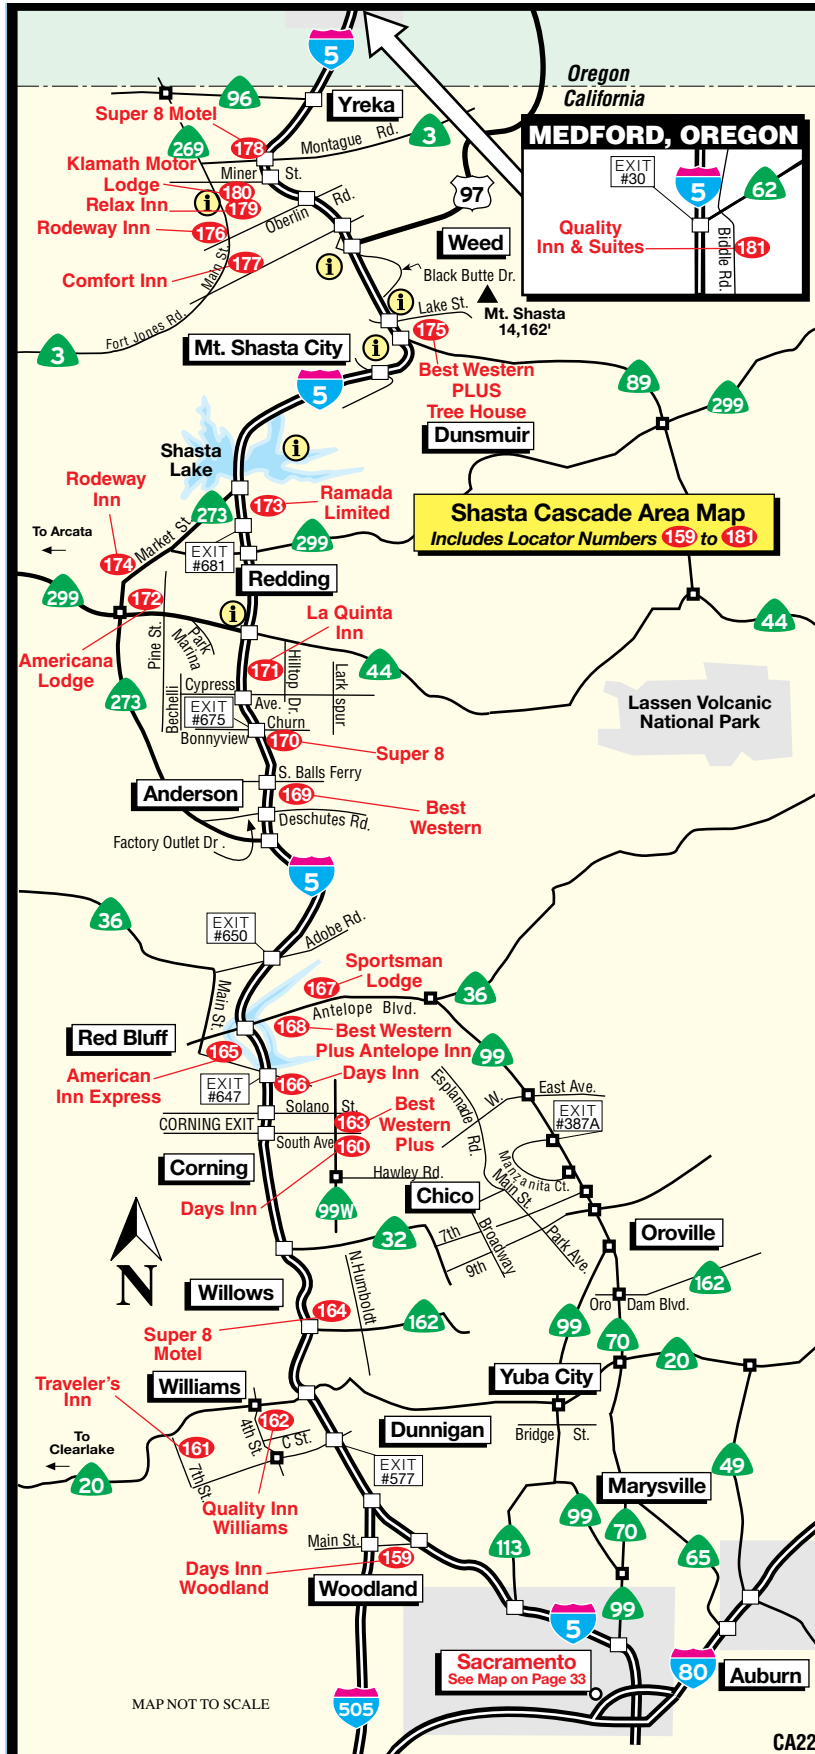 5
Oregon
California
96
Yreka
Super 8 Motel
178
Montague Rd.
3
269
Miner St.
Klamath Motor
Lodge
180
Relax Inn
179
i
Rodeway Inn
176
Oberlin Rd.
97
Main St.
177
Comfort Inn
Weed
i
Black Butte Dr.
MEDFORD, OREGON
EXIT
#30
5
62
Quality
Inn & Suites
181
Biddle Rd.
Fort Jones Rd.
3
i
Lake St.
Mt. Shasta
14,162'
175
Mt. Shasta City
i
Best Western
PLUS
Tree House
5
89
299
Dunsmuir
Shasta
Lake
i
Rodeway
Inn
273
173
Ramada
Limited
Shasta Cascade Area Map
Includes Locator Numbers 159 to 181
To Arcata
Market St.
EXIT
#681
299
174
Redding
299
172
i
La Quinta
Inn
44
Pine St.
Park
Marina
Americana
Lodge
171
Hilltop Dr.
44
273
Bechelli
Cypress
Ave.
Lark spur
Lassen Volcanic
National Park
EXIT
#675
Churn
Bonnyview
170
Super 8
S. Balls Ferry
Anderson
169
Best
Western
Deschutes Rd.
Factory Outlet Dr .
5
36
EXIT
#650
Adobe Rd.
Sportsman
Lodge
167
36
Main St.
Antelope Blvd.
Red Bluff
168
Best Western
Plus Antelope Inn
165
99
American
Inn Express
EXIT
#647
166
Days Inn
Esplanade Rd.
W.
East Ave.
Solano St.
CORNING EXIT
163
Best
Western
Plus
EXIT
#387A
South Ave
160
Corning
Hawley Rd.
Manzanita Ct.
Days Inn
99W
Chico
Main St.
N
32
7th
Broadway
Park Ave.
Oroville
9th
162
Willows
N.Humboldt
Oro Dam Blvd.
164
162
Super 8
Motel
99
70
20
Traveler's
Inn
Williams
Yuba City
162
Dunnigan
Bridge St.
To
Clearlake
161
4th St.
C St.
20
7th St.
EXIT
#577
49
Marysville
Quality Inn
Williams
99
70
113
65
Main St.
159
Days Inn
Woodland
Woodland
5
99
Sacramento
See Map on Page 33
80
Auburn
MAP NOT TO SCALE
505
CA22